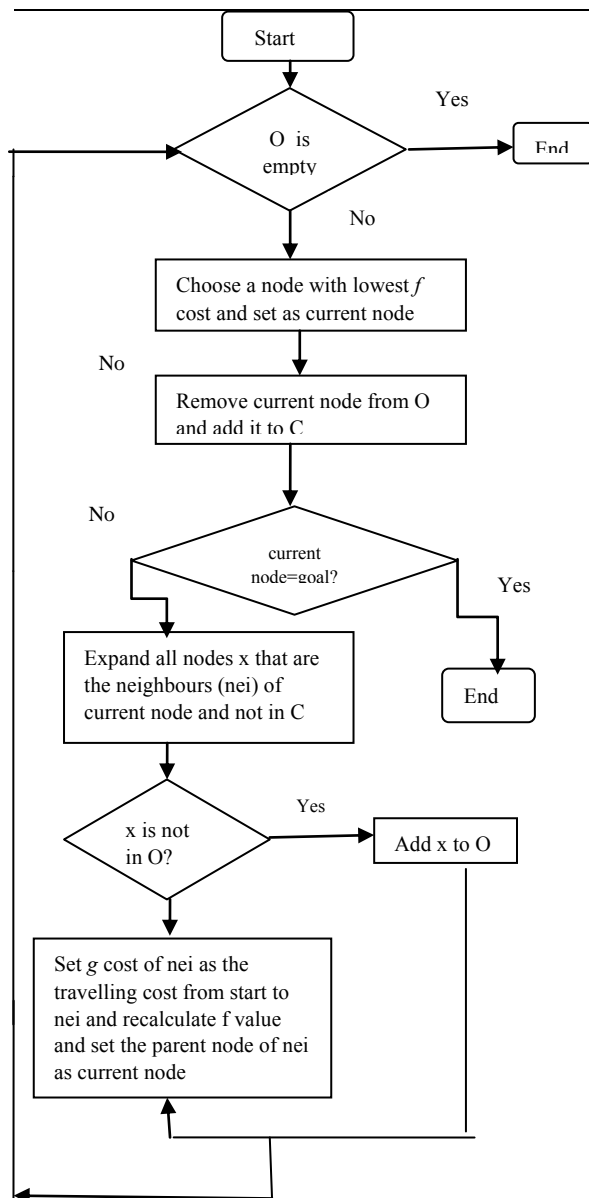 Start
Yes
O is
empty
End
No
Choose a node with lowest f
cost and set as current node
No
Remove current node from O
and add it to C
No
current
node=goal?
Yes
Expand all nodes x that are
the neighbours (nei) of
current node and not in C
End
Yes
x is not
in O?
Add x to O
Set g cost of nei as the
travelling cost from start to
nei and recalculate f value
and set the parent node of nei
as current node